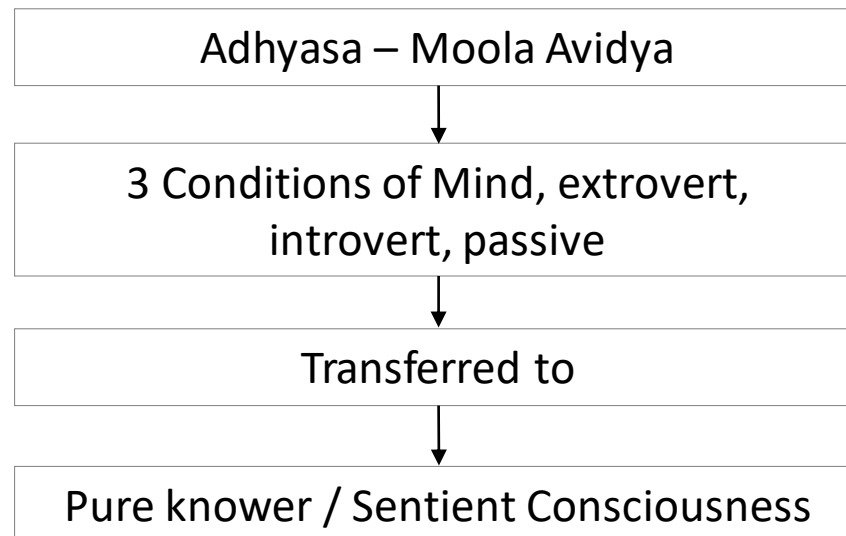 Adhyasa – Moola Avidya
3 Conditions of Mind, extrovert,
introvert, passive
Transferred to
Pure knower / Sentient Consciousness